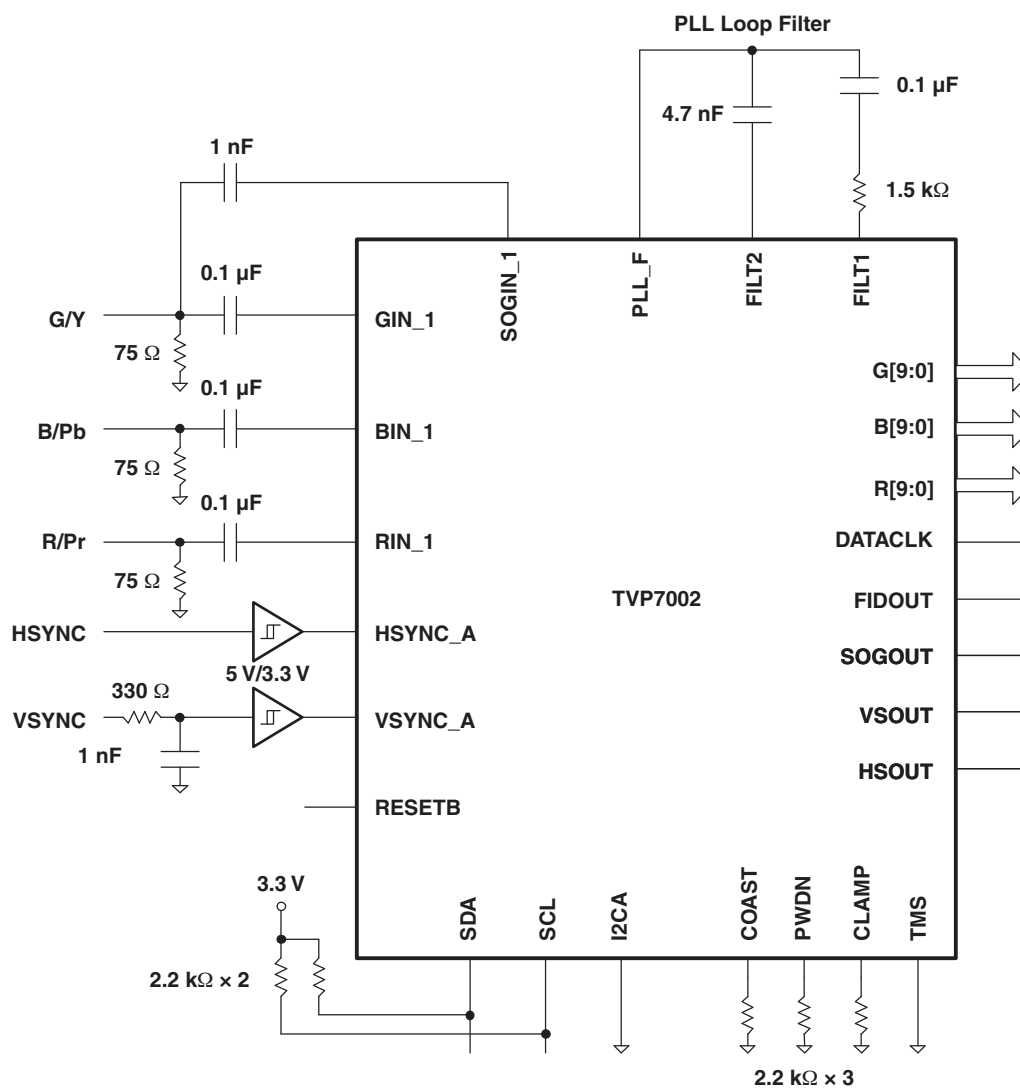 PLL Loop Filter
0.1 µF
4.7 nF
1 nF
1.5 kΩ
SOGIN_1
PLL_F
FILT2
FILT1
0.1 µF
G/Y
GIN_1
75 Ω
G[9:0]
0.1 µF
B/Pb
BIN_1
B[9:0]
75 Ω
R[9:0]
0.1 µF
R/Pr
RIN_1
DATACLK
75 Ω
TVP7002
FIDOUT
HSYNC
HSYNC_A
SOGOUT
5 V/3.3 V
330 Ω
VSYNC
VSYNC_A
VSOUT
1 nF
HSOUT
RESETB
3.3 V
SDA
SCL
I2CA
COAST
PWDN
CLAMP
TMS
2.2 kΩ × 2
2.2 kΩ × 3